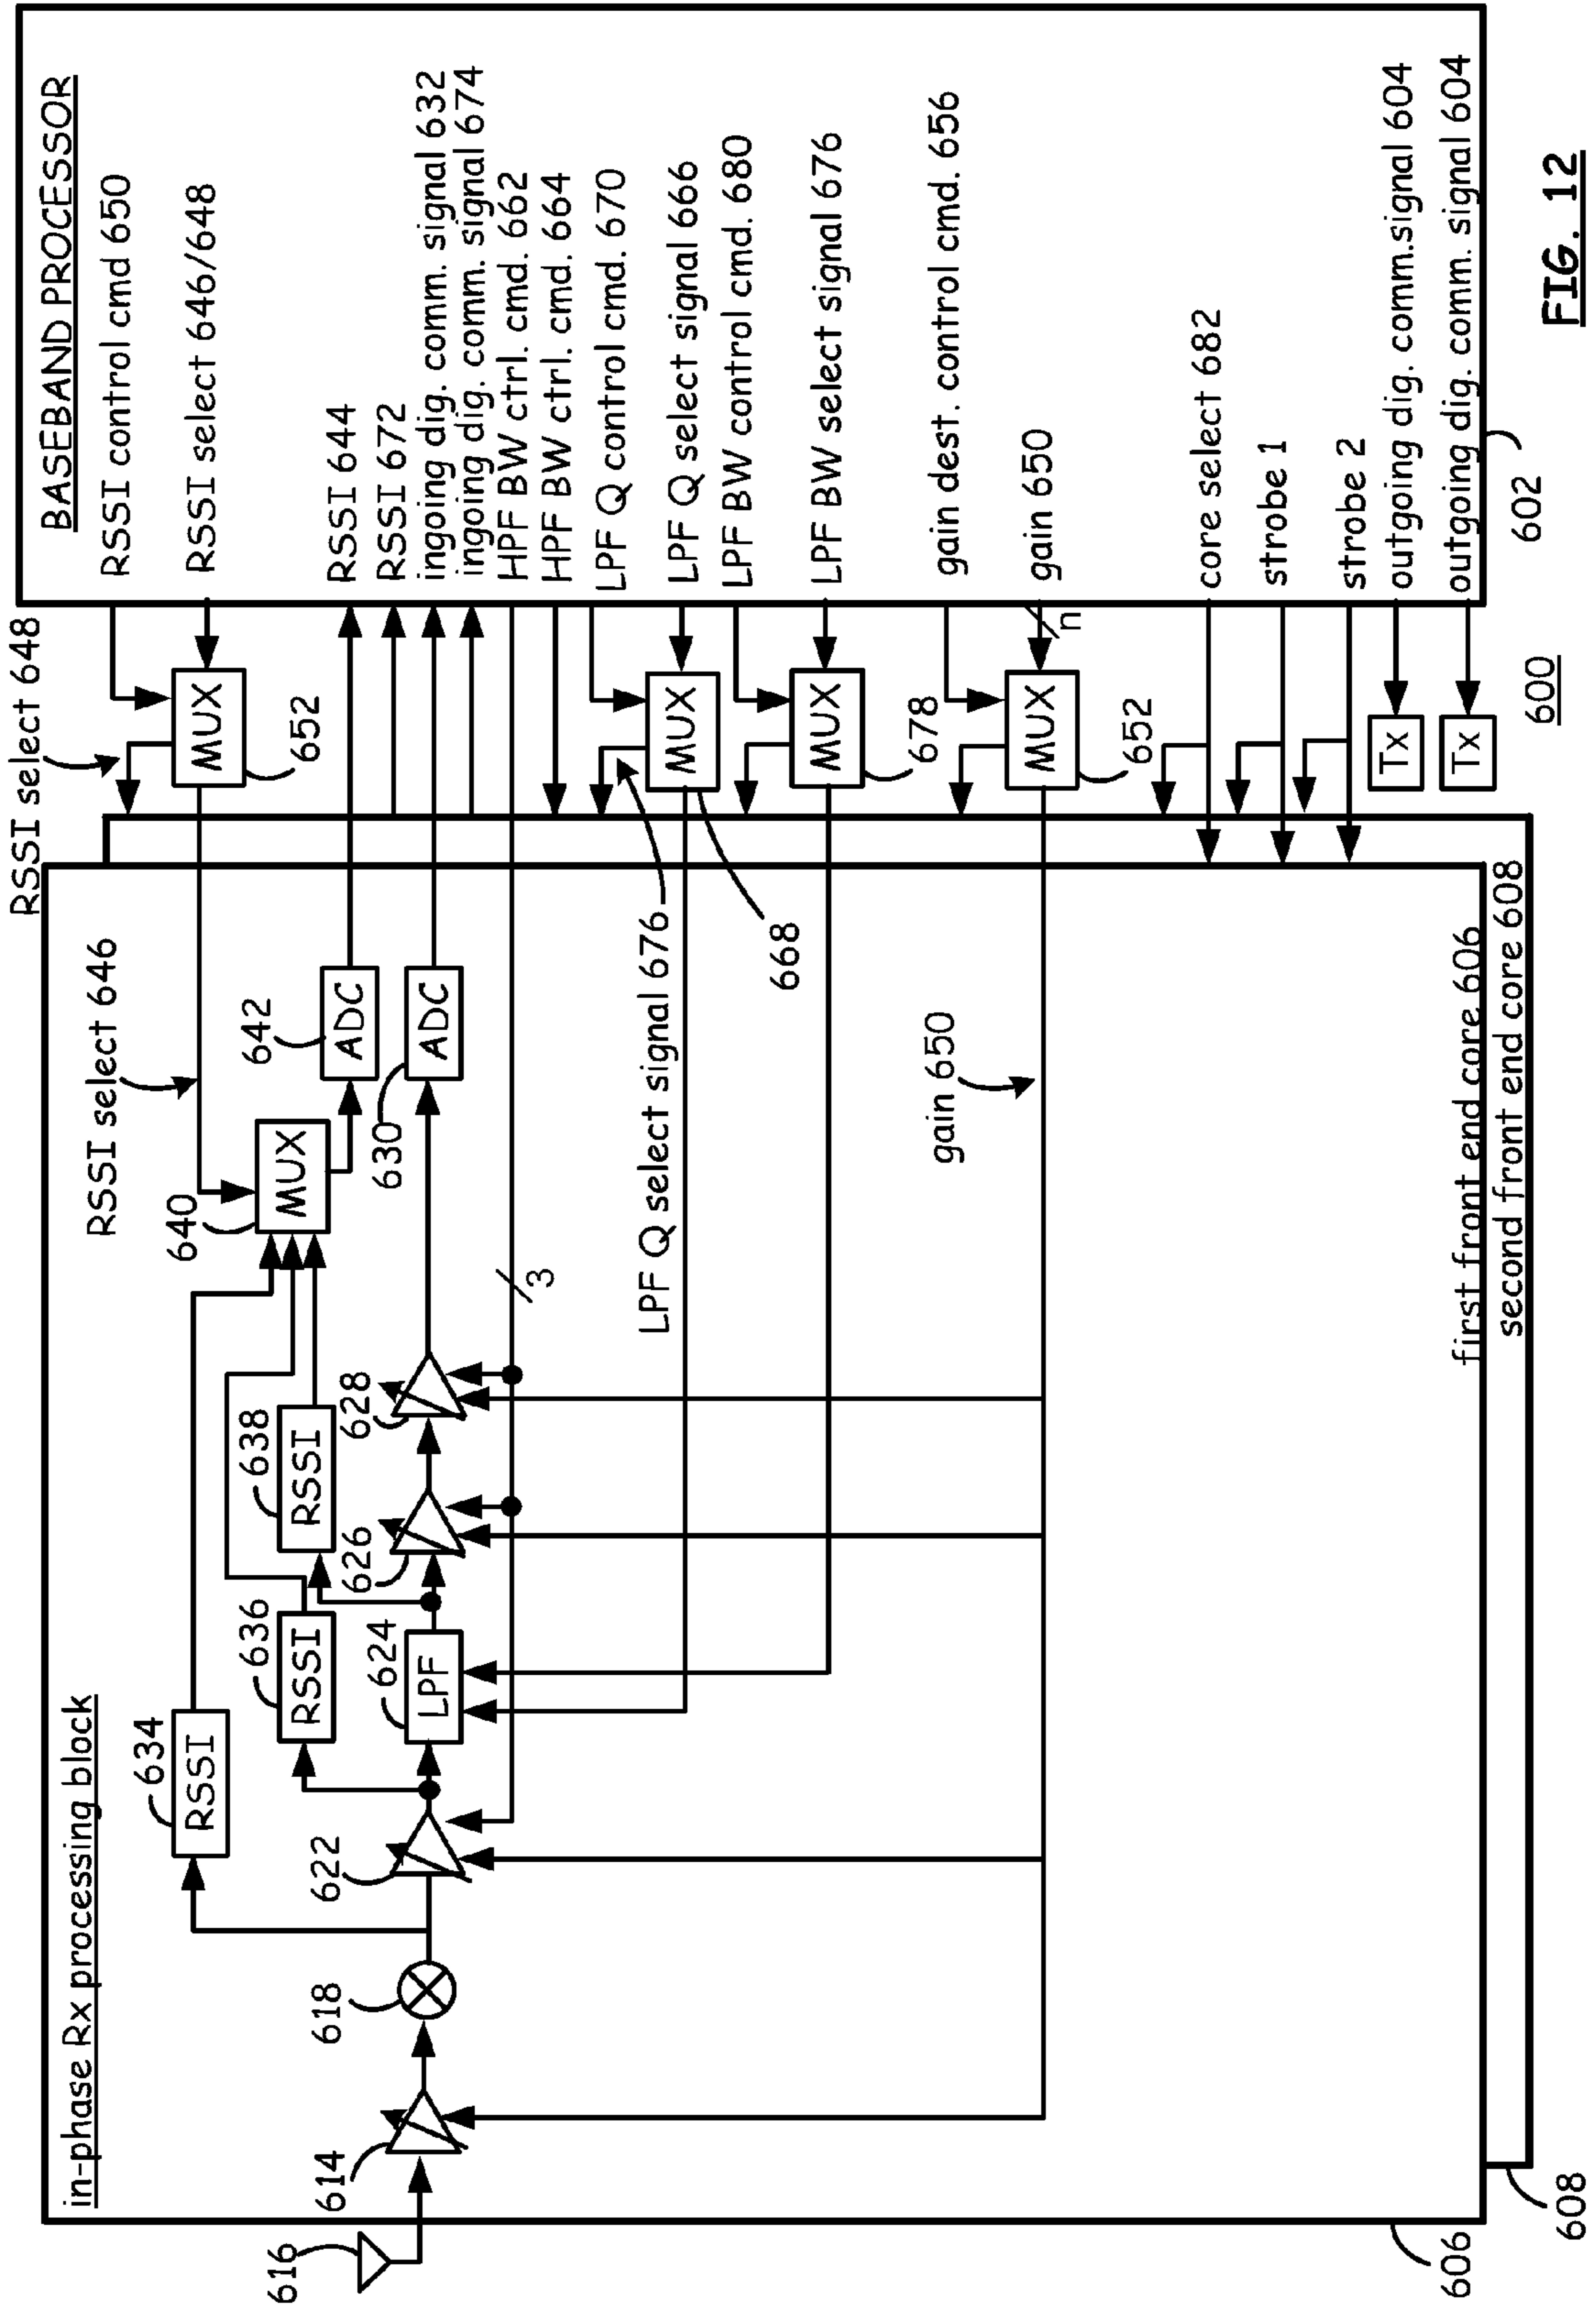 in-phase Rx processing block
616
614
618
622
634
RSSI
636
RSSI
624
LPF
638
RSSI
626
628
640
MUX
RSSI select 646
642
ADC
630
ADC
3
LPF Q select signal 676
668
gain 650
first front end core 606
second front end core 608
606
608
RSSI select 648
MUX
652
MUX
MUX
678
MUX
652
n
Tx
Tx
600
BASEBAND PROCESSOR
RSSI control cmd 650
RSSI select 646/648
RSSI 644
RSSI 672
ingoing dig. comm. signal 632
ingoing dig. comm. signal 674
HPF BW ctrl. cmd. 662
HPF BW ctrl. cmd. 664
LPF Q control cmd. 670
LPF Q select signal 666
LPF BW control cmd. 680
LPF BW select signal 676
gain dest. control cmd. 656
gain 650
core select 682
strobe 1
strobe 2
outgoing dig. comm.signal 604
outgoing dig. comm. signal 604
602
FIG. 12